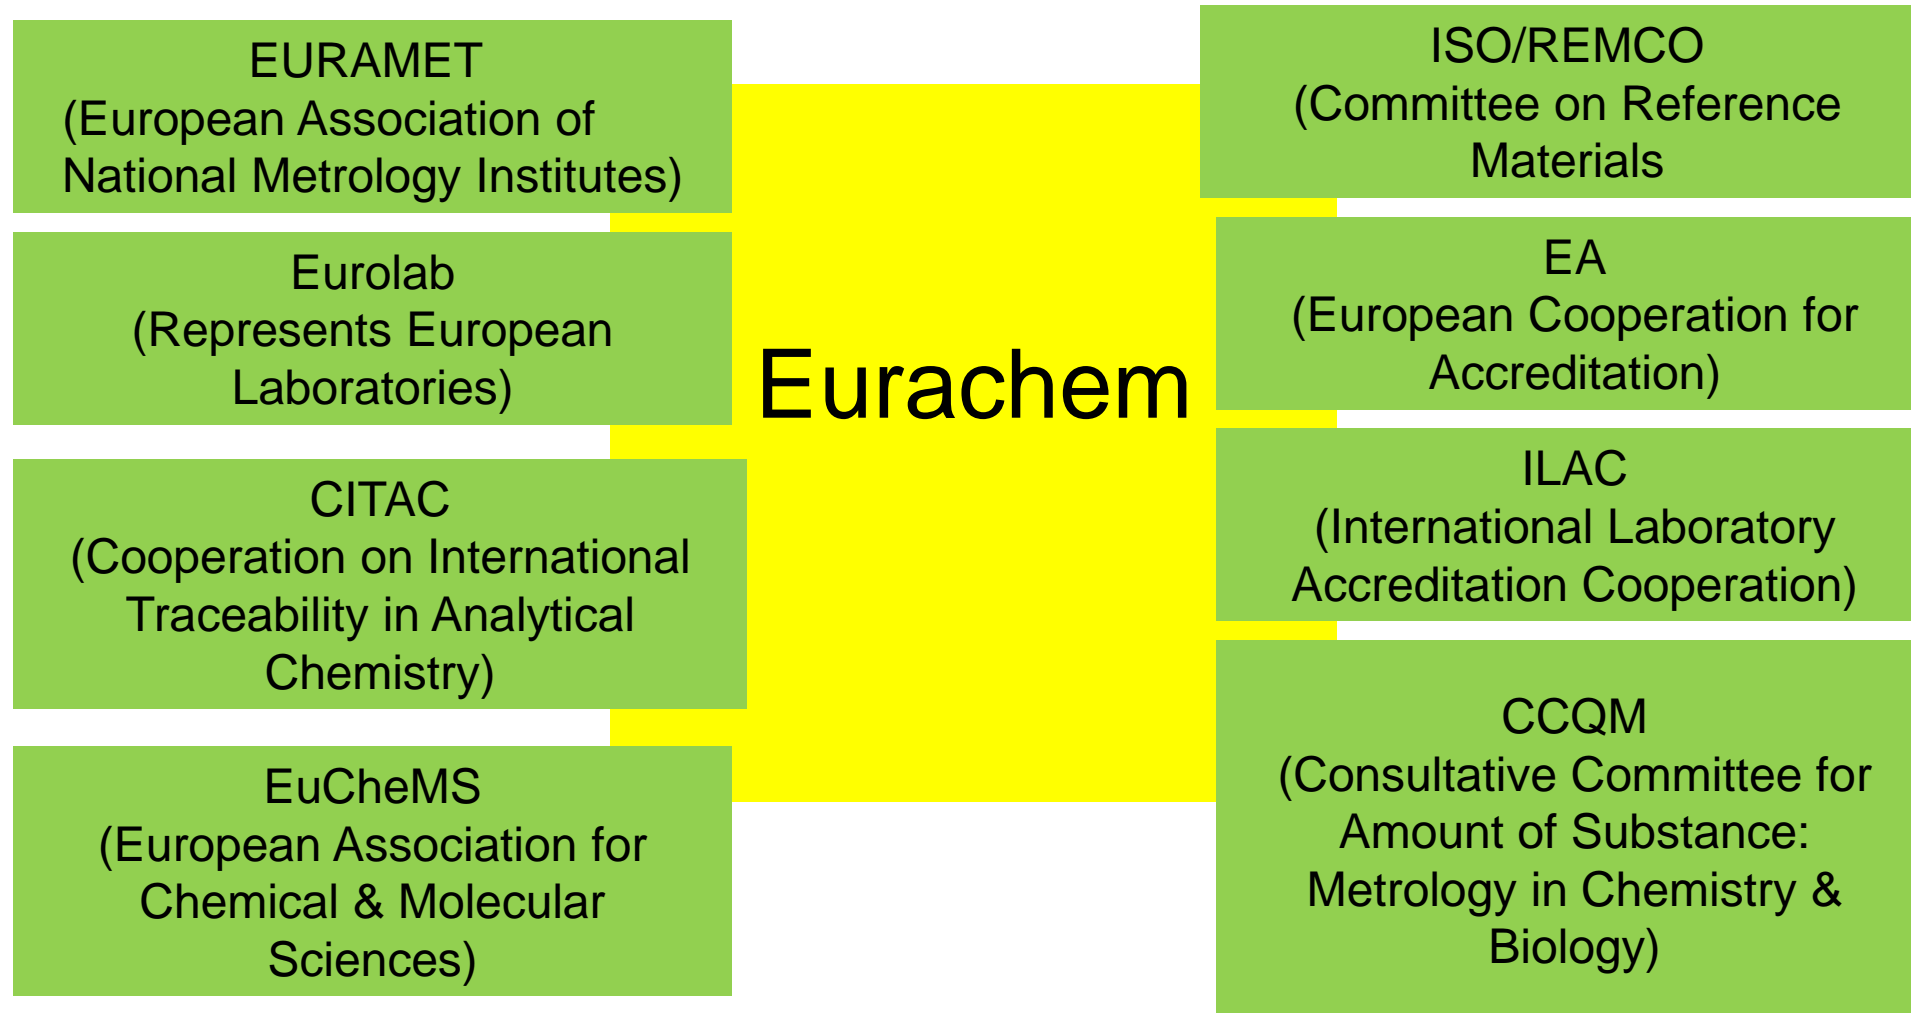 EURAMET
(European Association of
National Metrology Institutes)
Eurolab
(Represents European
Laboratories)
CITAC
(Cooperation on International
Traceability in Analytical
Chemistry)
EuCheMS
(European Association for
Chemical & Molecular
Sciences)
Eurachem
ISO/REMCO
(Committee on Reference
Materials
EA
(European Cooperation for
Accreditation)
ILAC
(International Laboratory
Accreditation Cooperation)
CCQM
(Consultative Committee for
Amount of Substance:
Metrology in Chemistry &
Biology)